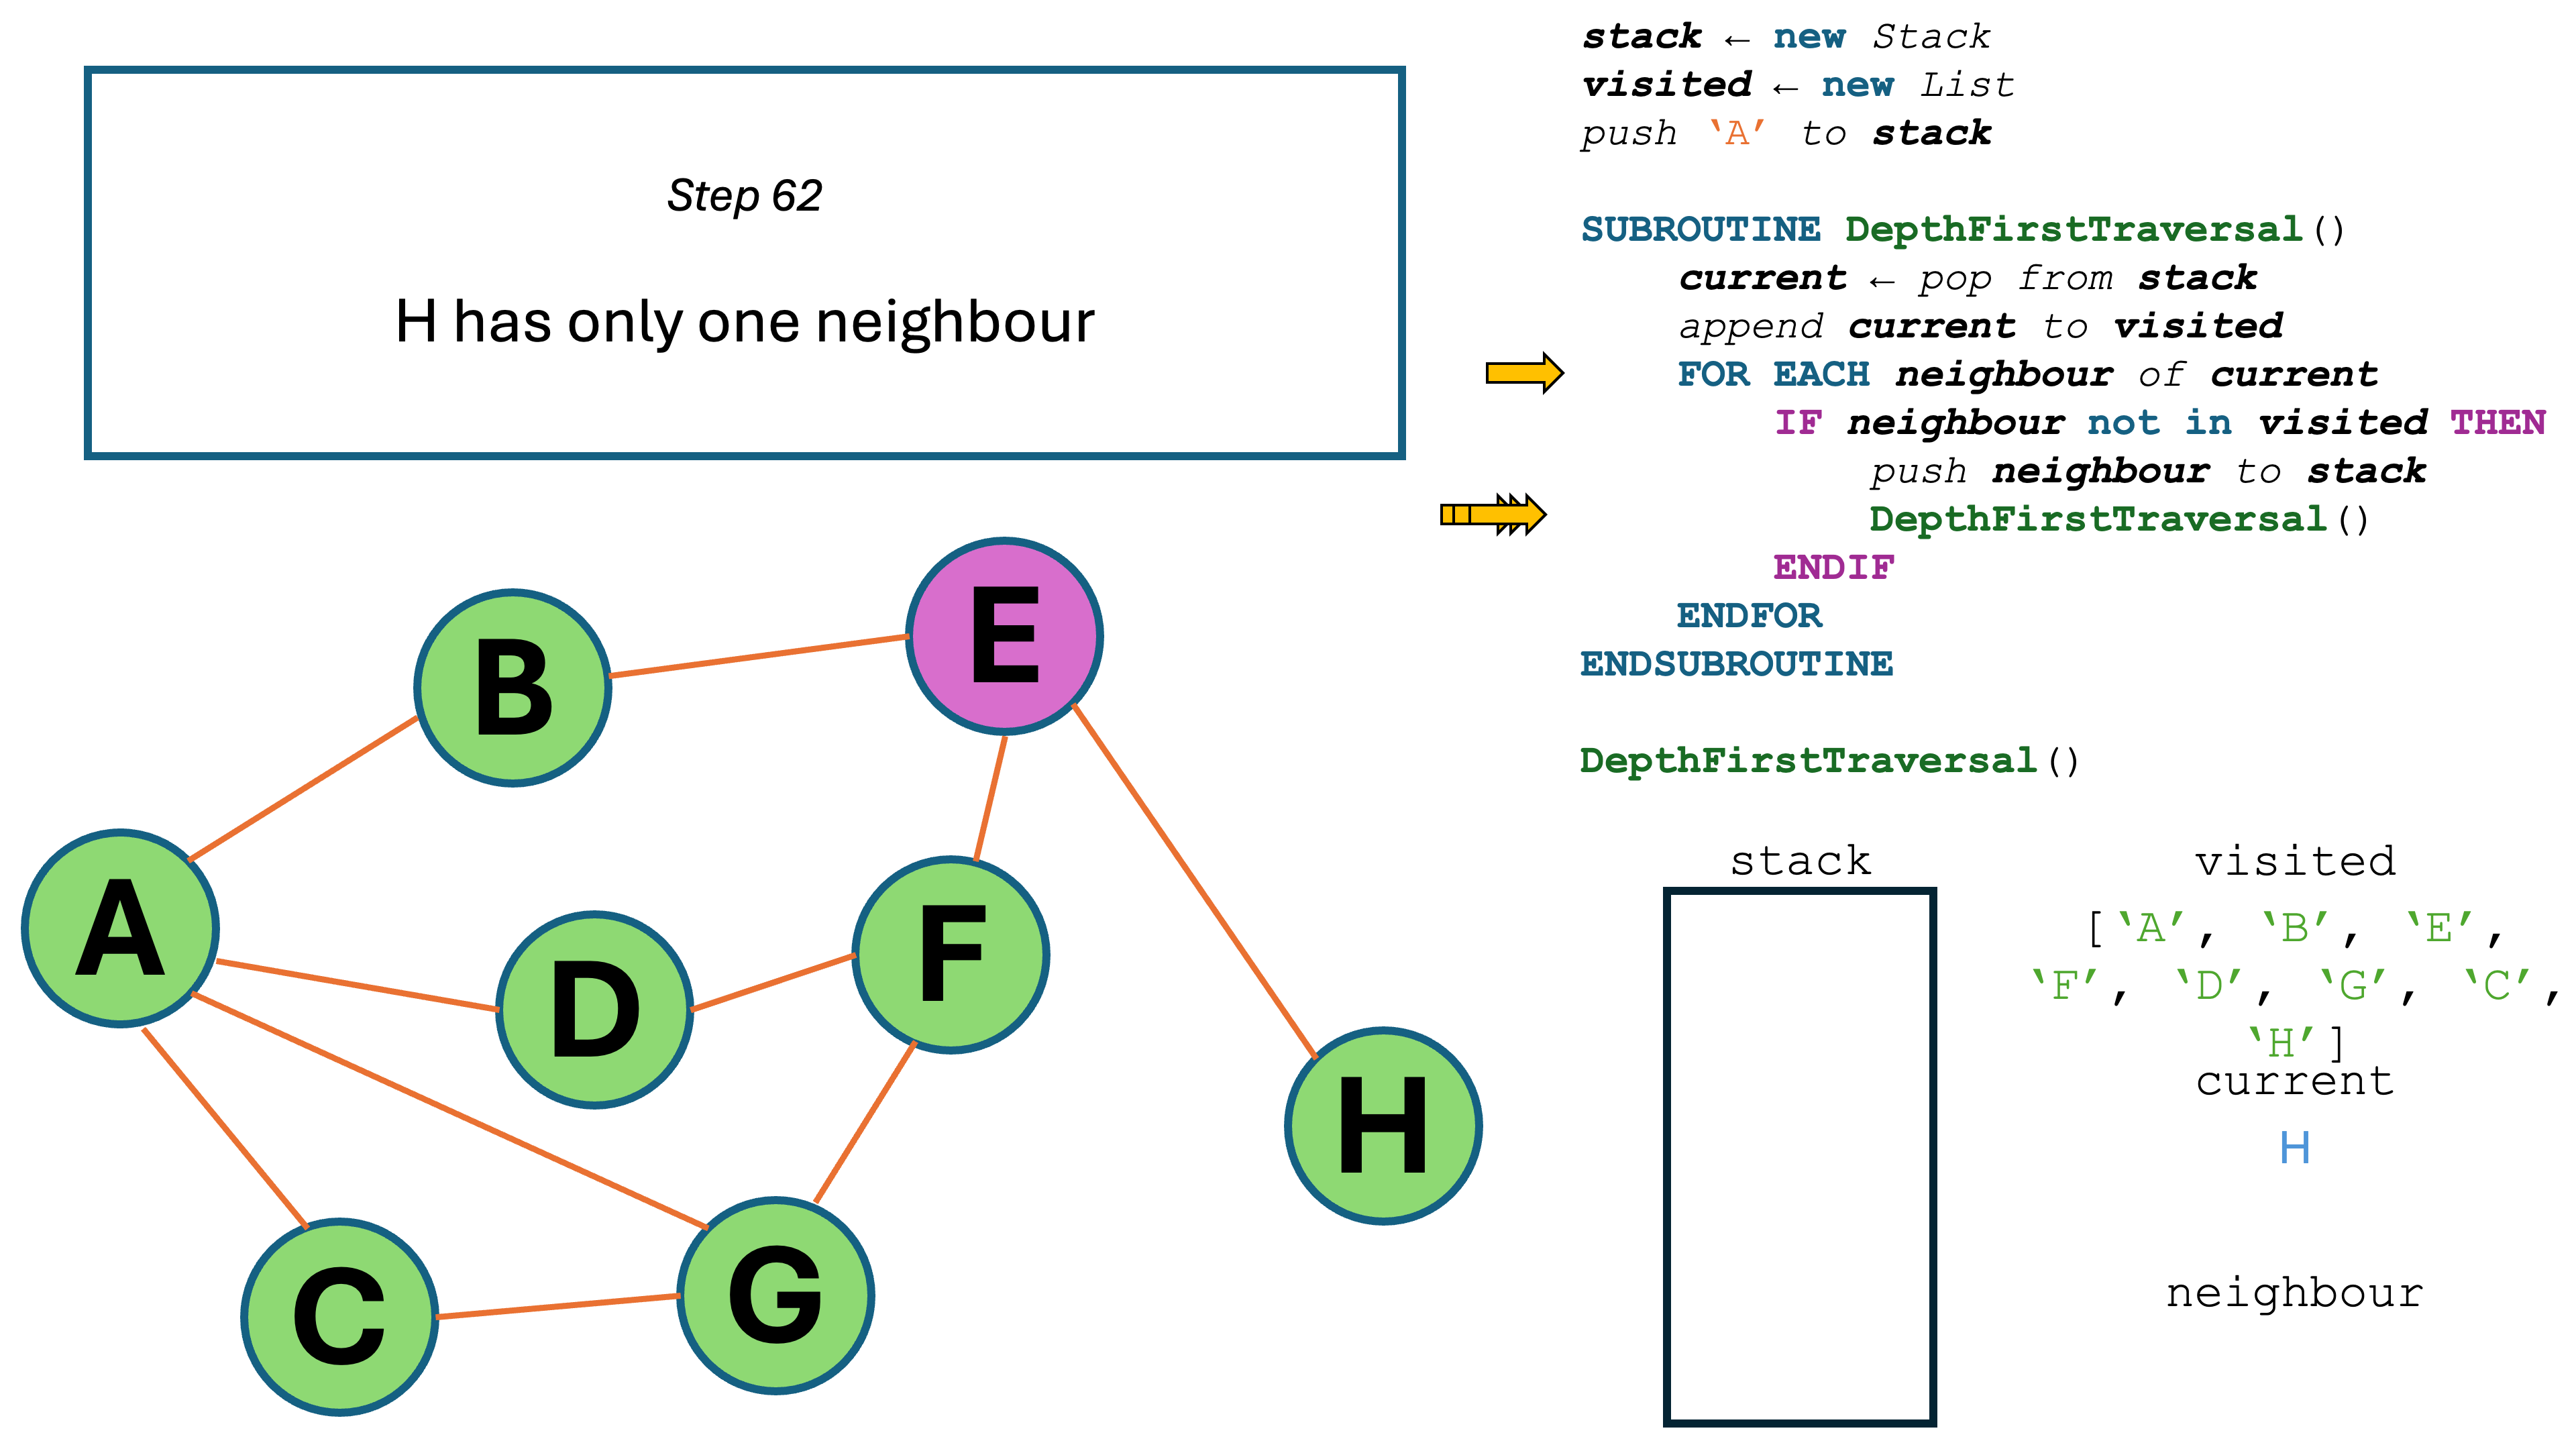 Step 62
H has only one neighbour
stack ← new Stack
visited ← new List
push ‘A’ to stack
SUBROUTINE DepthFirstTraversal()
current ← pop from stack
append current to visited
FOR EACH neighbour of current
IF neighbour not in visited THEN
push neighbour to stack
DepthFirstTraversal()
ENDIF
ENDFOR
ENDSUBROUTINE
DepthFirstTraversal()
E
B
A
F
D
H
C
G
stack
visited
[‘A’, ‘B’, ‘E’,
‘F’, ‘D’, ‘G’, ‘C’,
‘H’]
current
H
neighbour